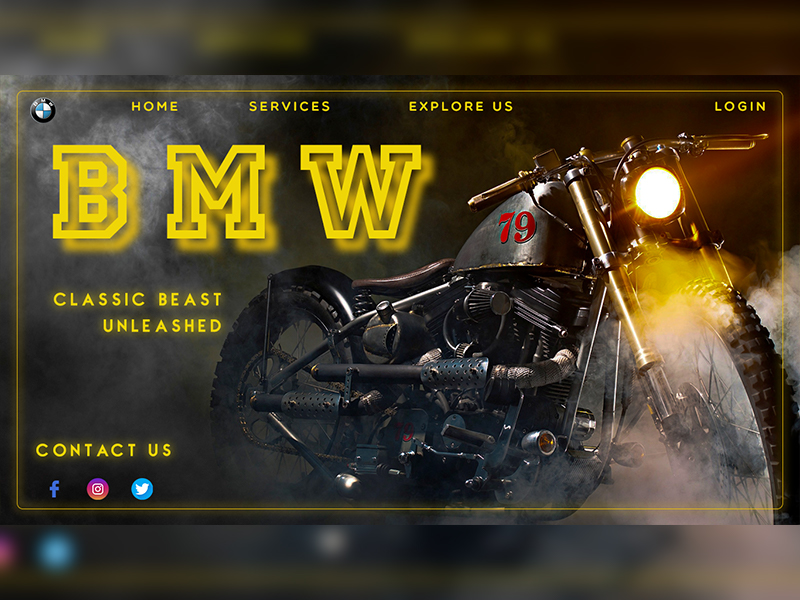 HOME SERVICES EXPLORE US LOGIN
BMW
79
CLASSIC BEAST
UNLEASHED
CONTACT US